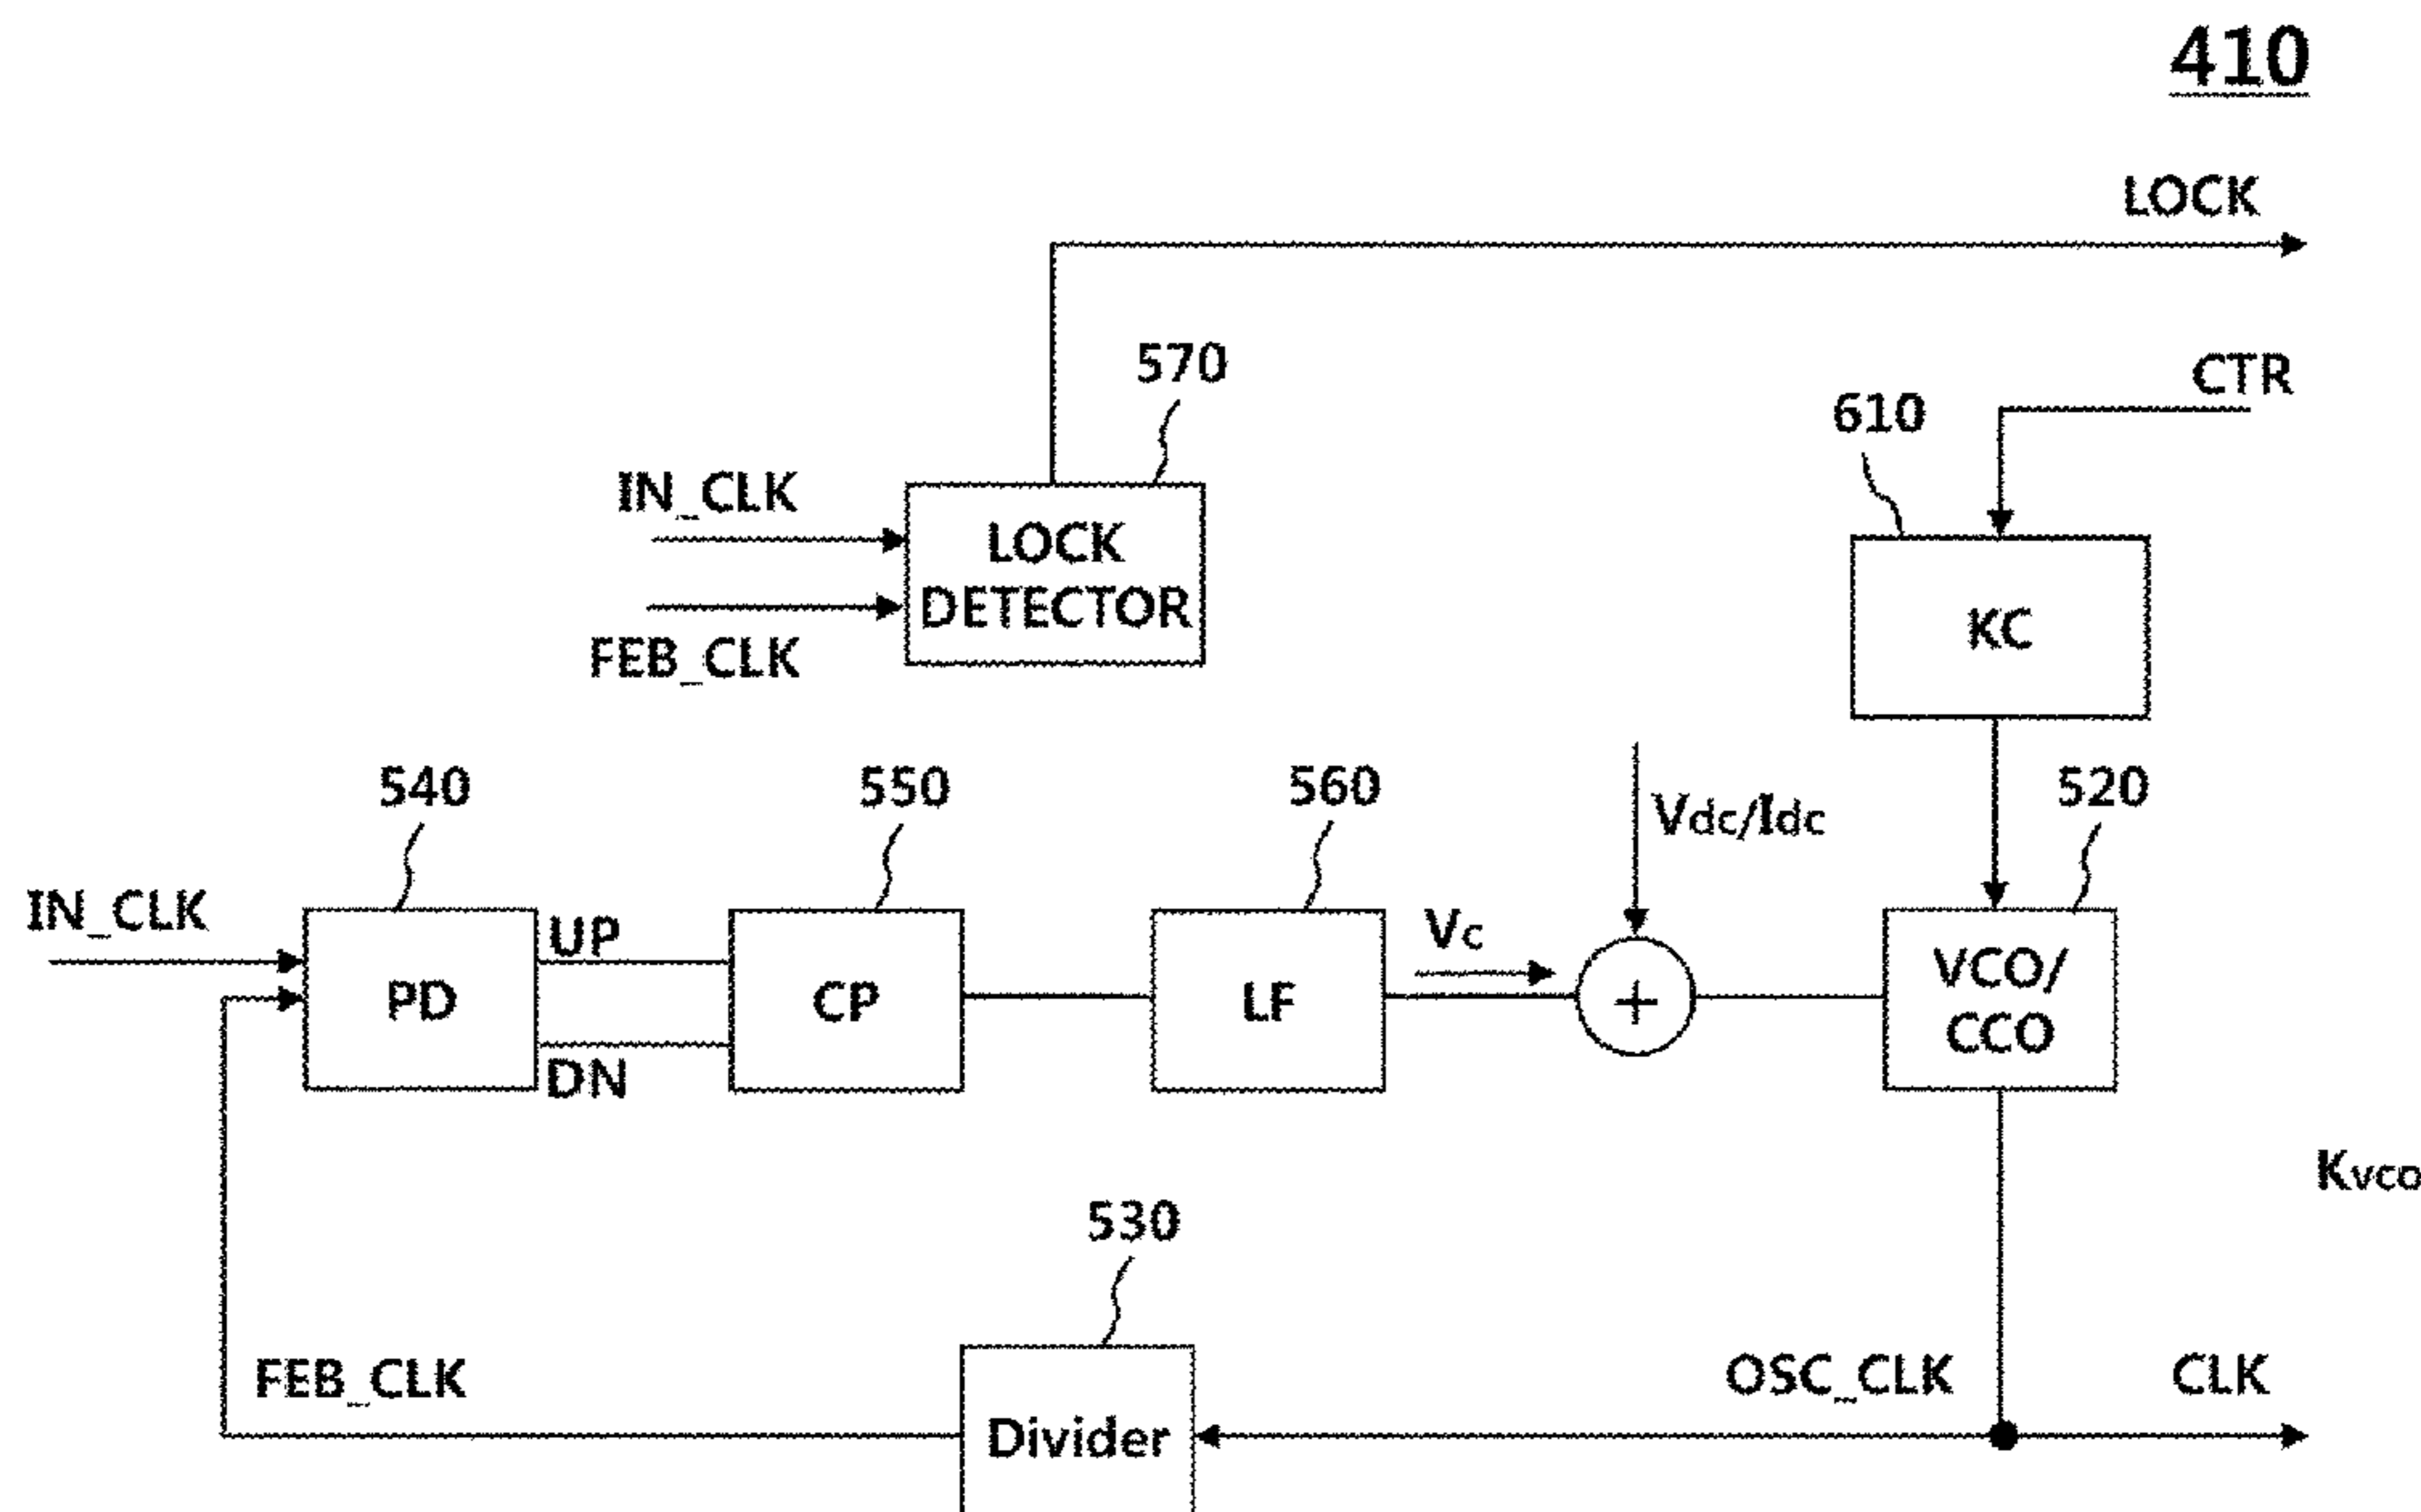 410
LOCK
570
CTR
610
IN_CLK
LOCK
DETECTOR
FEB_CLK
KC
540
550
560
Vdc/Idc
520
IN_CLK
UP
Vc
VCO/
CCO
PD
CP
LF
+
DN
Kvco
530
FEB_CLK
OSC_CLK
CLK
Divider